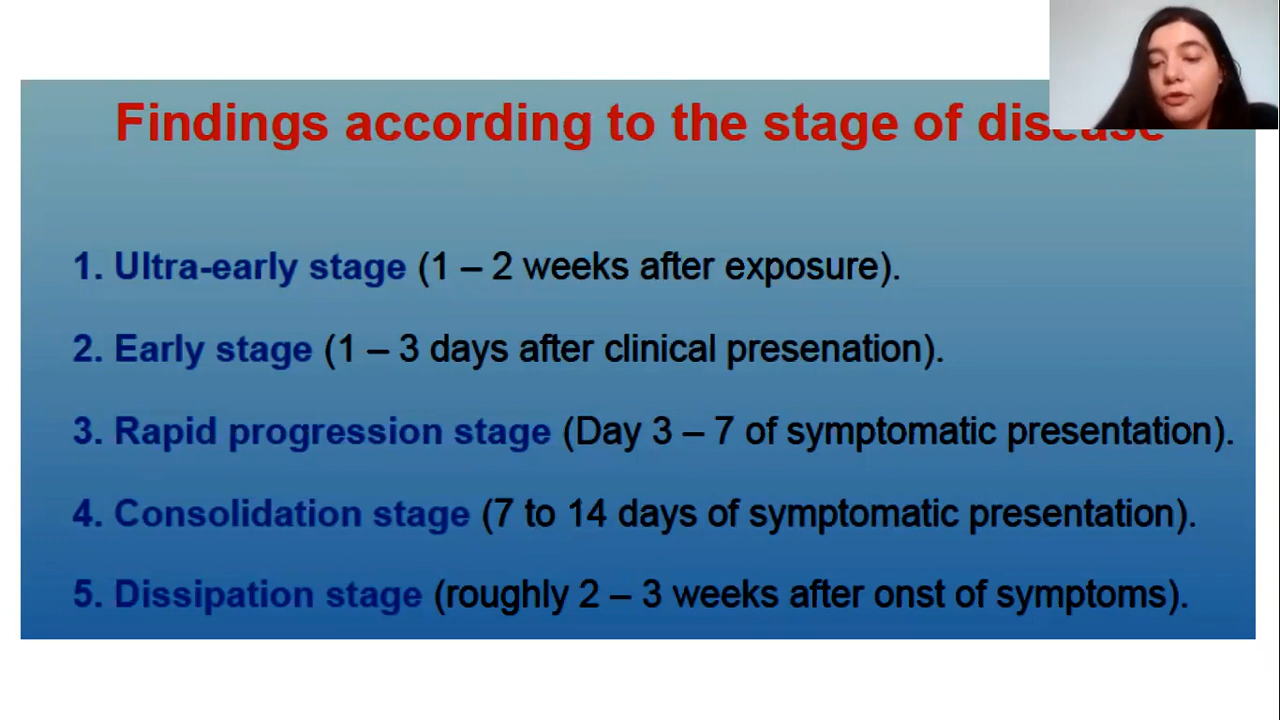 Findings according to the stage of disease
1. Ultra-early stage (1 – 2 weeks after exposure).
2. Early stage (1 – 3 days after clinical presenation).
3. Rapid progression stage (Day 3 – 7 of symptomatic presentation).
4. Consolidation stage (7 to 14 days of symptomatic presentation).
5. Dissipation stage (roughly 2 – 3 weeks after onst of symptoms).